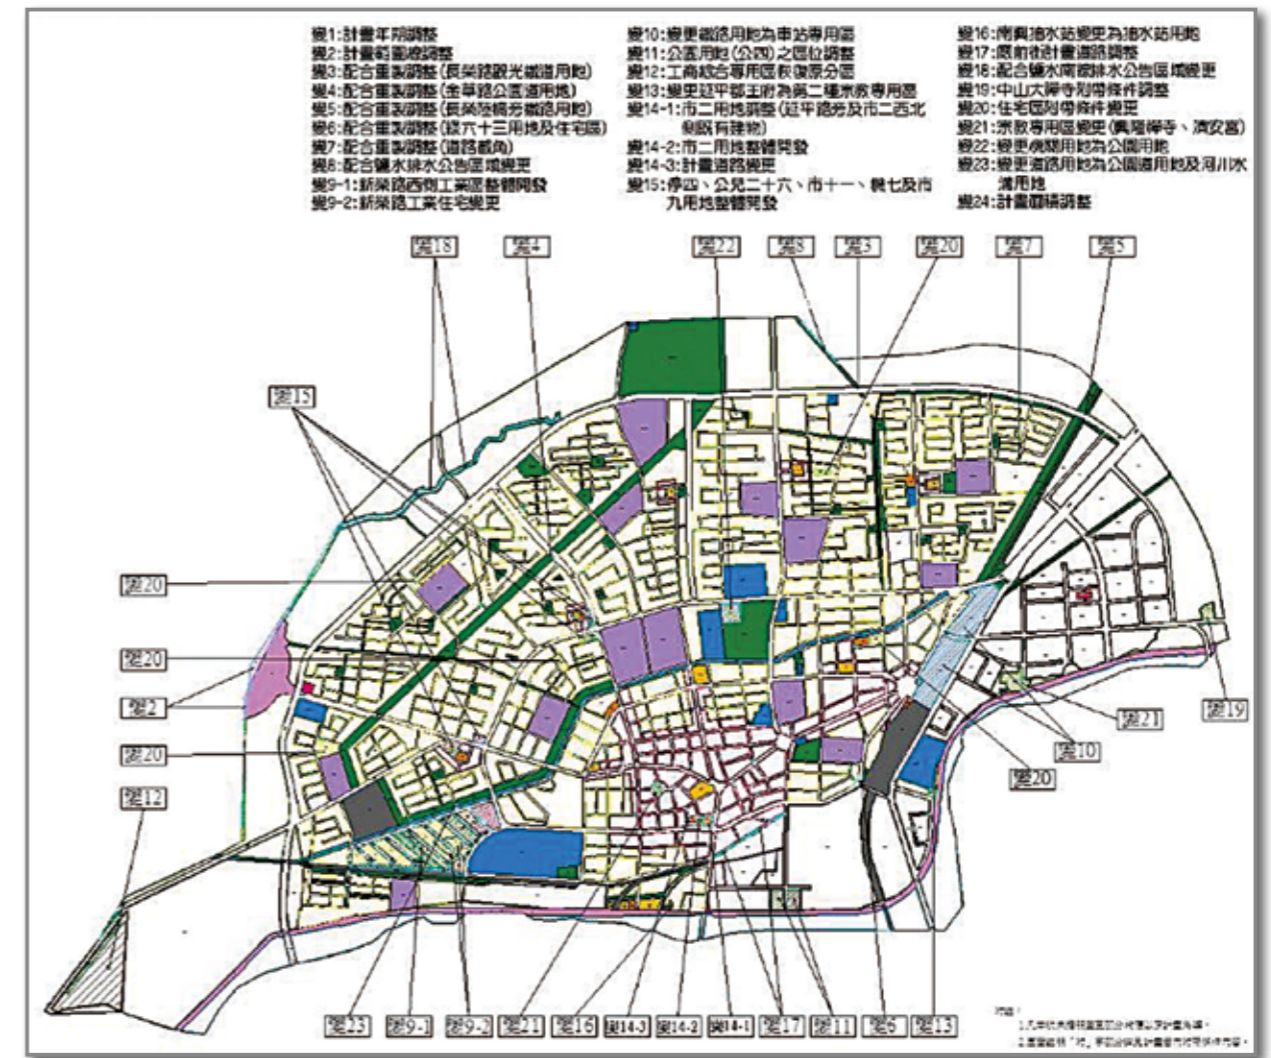 變1:計畫年期調整
變2:計畫範圍線調整
變3:配合重製調整(長榮路觀光鐵道用地)
變4:配合重製調整(金華路公園道用地)
變5:配合重製調整(長榮陸橋旁鐵路用地)
變6:配合重製調整(綠六十三用地及住宅區)
變7:配合重製調整(道路截角)
變8:配合鹽水排水公告區域變更
變9-1:新榮路西側工業區整體開發
變9-2:新榮路工業住宅變更
變10:變更鐵路用地為車站專用區
變11:公園用地(公四)之區位調整
變12:工商綜合專用區恢復原分區
變13:變更延平郡王府為第二種宗教專用區
變14-1:市二用地調整(延平路旁及市二西北
側既有建物)
變14-2:市二用地整體開發
變14-3:計畫道路變更
變15:停四、公兒二十六、市十一、機七及市
九用地整體開發
變16:南興抽水站變更為抽水站用地
變17:廟前街計畫道路調整
變18:配合鹽水南線排水公告區域變更
變19:中山大禪寺附帶條件調整
變20:住宅區附帶條件變更
變21:宗教專用區變更(興隆禪寺、濟安宮)
變22:變更機關用地為公園用地
變23:變更道路用地為公園道用地及河川水
溝用地
變24:計畫面積調整
變18
變4
變22
變8
變3
變20
變7
變5
變15
變20
變20
變2
變20
變12
變19
變21
變10
變20
變23
變9-1
變9-2
變21
變16
變14-3
變14-2
變14-1
變17
變11
變6
變13